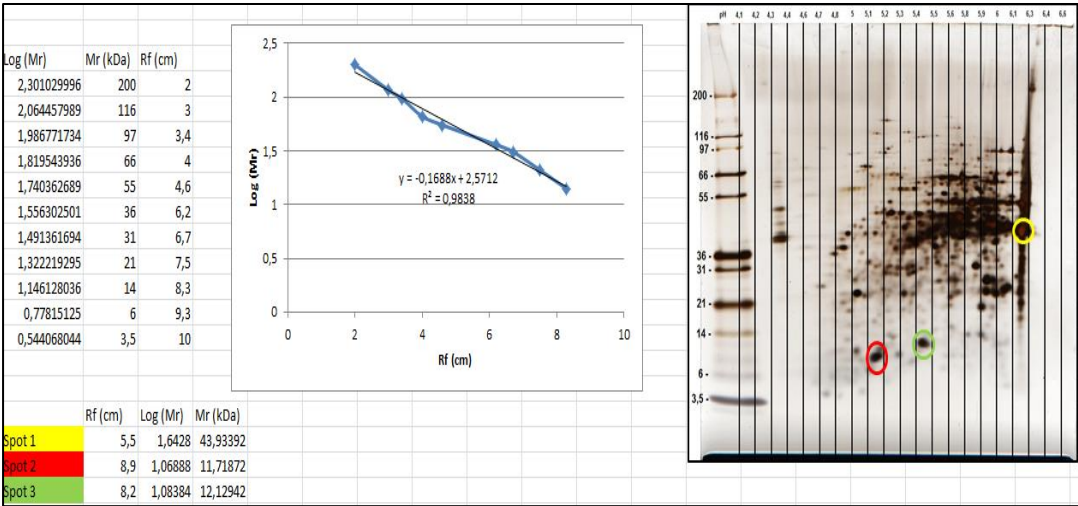 Log (Mr) Mr (kDa) Rf (cm)
2,301029996 200 2
2,064457989 116 3
1,986771734 97 3,4
1,819543936 66 4
1,740362689 55 4,6
1,556302501 36 6,2
1,491361694 31 6,7
1,322219295 21 7,5
1,146128036 14 8,3
0,77815125 6 9,3
0,544068044 3,5 10
Rf (cm) Log (Mr) Mr (kDa)
Spot 1 5,5 1,6428 43,93392
Spot 2 8,9 1,06888 11,71872
Spot 3 8,2 1,08384 12,12942
2,5
2
1,5
1
0,5
0
0 2 4 6 8 10
Log (Mr)
Rf (cm)
y = -0,1688x + 2,5712
R² = 0,9838
pH 4,1 4,2 4,3 4,4 4,6 4,7 4,8 5 5,1 5,2 5,3 5,4 5,5 5,6 5,8 5,9 6 6,1 6,3 6,4 6,6
200 -
116 -
97 -
66 -
55 -
36 -
31 -
21 -
14 -
6 -
3,5 -